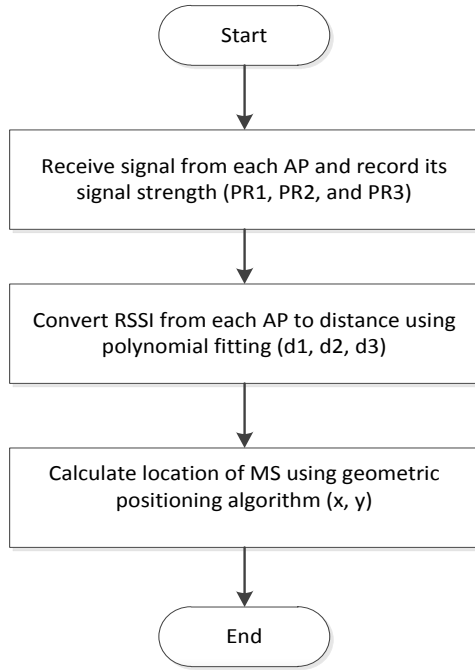 Start
Receive signal from each AP and record its
signal strength (PR1, PR2, and PR3)
Convert RSSI from each AP to distance using
polynomial fitting (d1, d2, d3)
Calculate location of MS using geometric
positioning algorithm (x, y)
End